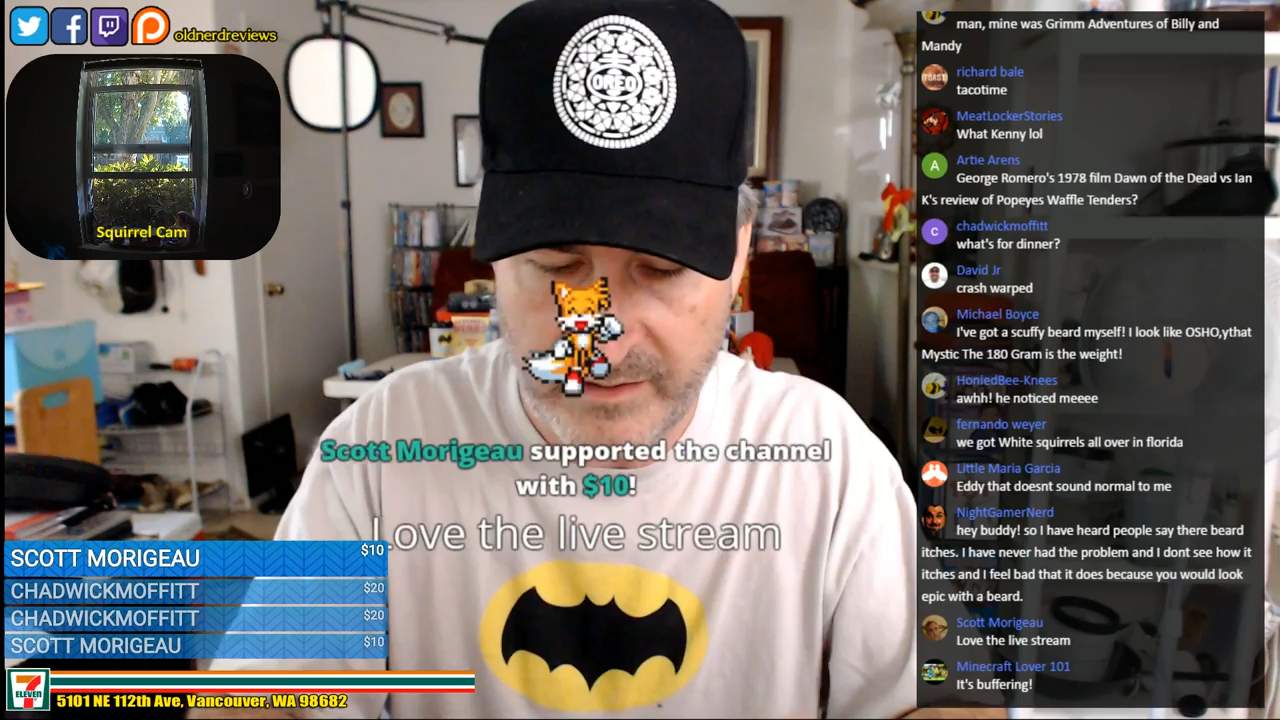 oldnerdreviews
Squirrel Cam
OREO
Scott Morigeau supported the channel
with $10!
Love the live stream
SCOTT MORIGEAU $10
CHADWICKMOFFITT $20
CHADWICKMOFFITT $20
SCOTT MORIGEAU $10
ELEVEN
5101 NE 112th Ave, Vancouver, WA 98682
man, mine was Grimm Adventures of Billy and
Mandy
TOAST
richard bale
tacotime
MeatLockerStories
What Kenny lol
A
Artie Arens
George Romero's 1978 film Dawn of the Dead vs Ian
K's review of Popeyes Waffle Tenders?
c
chadwickmoffitt
what's for dinner?
David Jr
crash warped
Michael Boyce
I've got a scuffy beard myself! I look like OSHO,ythat
Mystic The 180 Gram is the weight!
HoniedBee-Knees
awhh! he noticed meeee
fernando weyer
we got White squirrels all over in florida
Little Maria Garcia
Eddy that doesnt sound normal to me
NightGamerNerd
hey buddy! so I have heard people say there beard
itches. I have never had the problem and I dont see how it
itches and I feel bad that it does because you would look
epic with a beard.
Scott Morigeau
Love the live stream
Minecraft Lover 101
It's buffering!